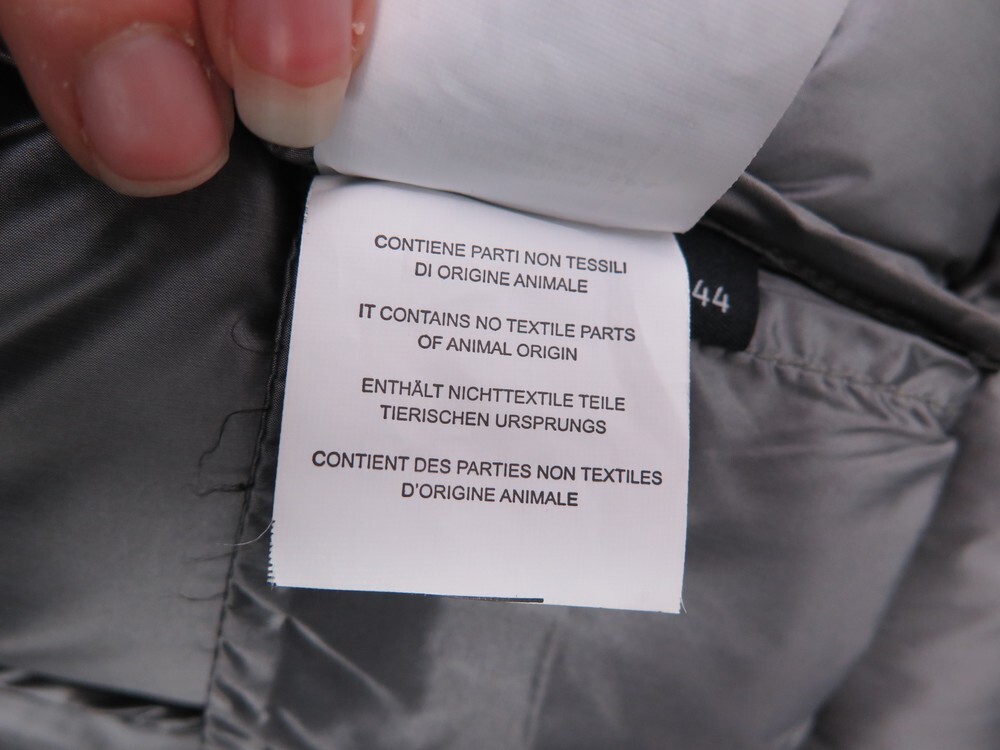 CONTIENE PARTI NON TESSILI
DI ORIGINE ANIMALE
IT CONTAINS NO TEXTILE PARTS
OF ANIMAL ORIGIN
ENTHÄLT NICHTTEXTILE TEILE
TIERISCHEN URSPRUNGS
CONTIENT DES PARTIES NON TEXTILES
D'ORIGINE ANIMALE
44